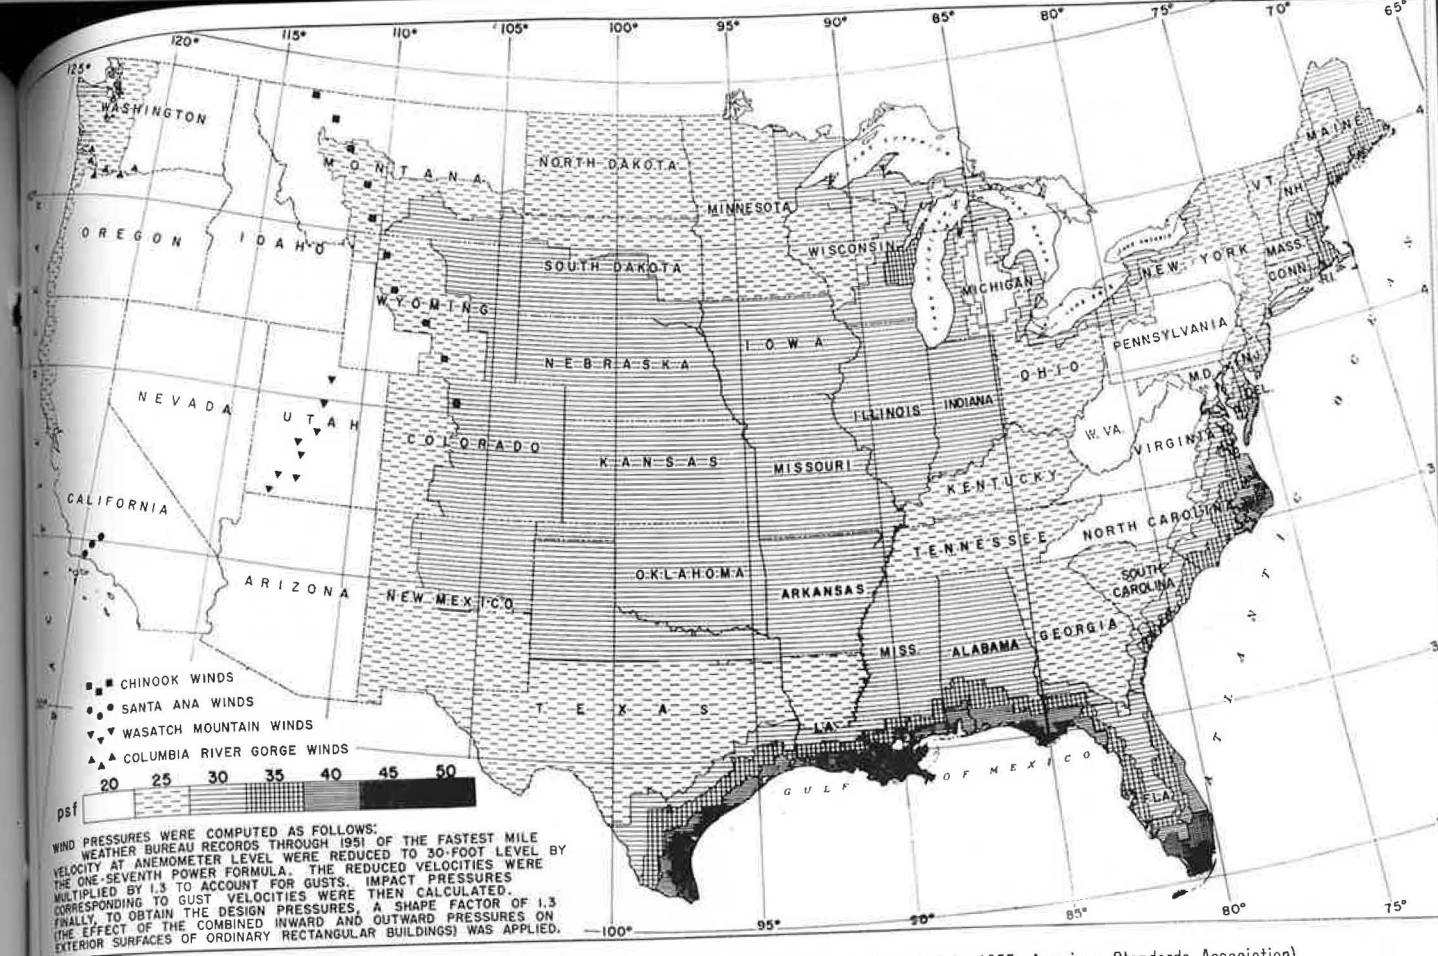 120° 115° 110° 105° 100° 95° 90° 85° 80° 75° 70° 65°
125°
WASHINGTON
MONTANA
NORTH DAKOTA
MINNESOTA
MAINE
VT.
NH.
OREGON
IDAHO
SOUTH DAKOTA
WISCONSIN
MICHIGAN
LAKE ONTARIO
NEW YORK
MASS.
CONN.
R.I.
WYOMING
NEBRASKA
IOWA
PENNSYLVANIA
OHIO
N.J.
M.D.
DEL.
NEVADA
UTAH
COLORADO
KANSAS
MISSOURI
ILLINOIS
INDIANA
W.VA.
VIRGINIA
KENTUCKY
CALIFORNIA
NORTH CAROLINA
TENNESSEE
SOUTH
CAROLINA
ARIZONA
NEW MEXICO
OKLAHOMA
ARKANSAS
MISS.
ALABAMA
GEORGIA
TEXAS
LA.
FLA.
GULF OF MEXICO
ATLANTIC
CHINOOK WINDS
SANTA ANA WINDS
WASATCH MOUNTAIN WINDS
COLUMBIA RIVER GORGE WINDS
20 25 30 35 40 45 50
psf
WIND PRESSURES WERE COMPUTED AS FOLLOWS:
WEATHER BUREAU RECORDS THROUGH 1951 OF THE FASTEST MILE
VELOCITY AT ANEMOMETER LEVEL WERE REDUCED TO 30-FOOT LEVEL BY
THE ONE-SEVENTH POWER FORMULA. THE REDUCED VELOCITIES WERE
MULTIPLIED BY 1.3 TO ACCOUNT FOR GUSTS. IMPACT PRESSURES
CORRESPONDING TO GUST VELOCITIES WERE THEN CALCULATED.
FINALLY, TO OBTAIN THE DESIGN PRESSURES, A SHAPE FACTOR OF 1.3
(THE EFFECT OF THE COMBINED INWARD AND OUTWARD PRESSURES ON
EXTERIOR SURFACES OF ORDINARY RECTANGULAR BUILDINGS) WAS APPLIED.
100° 95° 90° 85° 80° 75°
Standards Association)